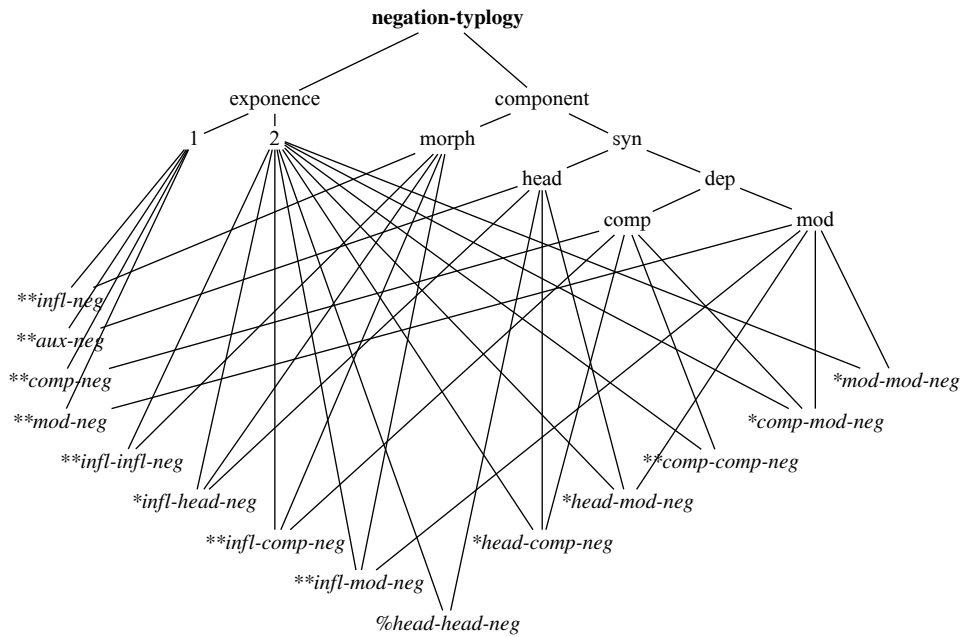 negation-typlogy
exponence component
1 2 morph syn
head dep
comp mod
**infl-neg
**aux-neg
**comp-neg *mod-mod-neg
**mod-neg *comp-mod-neg
**infl-infl-neg **comp-comp-neg
*infl-head-neg *head-mod-neg
**infl-comp-neg *head-comp-neg
**infl-mod-neg
%head-head-neg